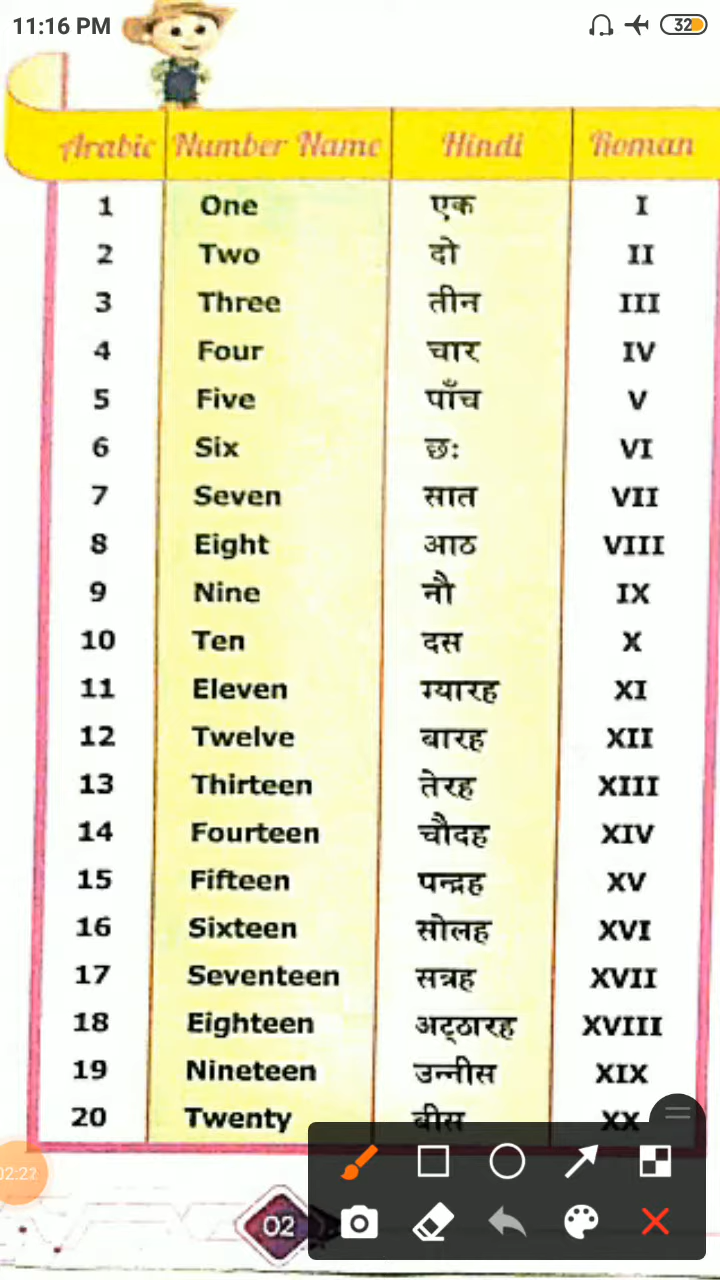 11:16 PM 32
Arabic Number Name Hindi Roman
1 One एक I
2 Two दो II
3 Three तीन III
4 Four चार IV
5 Five पाँच V
6 Six छः VI
7 Seven सात VII
8 Eight आठ VIII
9 Nine नौ IX
10 Ten दस X
11 Eleven ग्यारह XI
12 Twelve बारह XII
13 Thirteen तेरह XIII
14 Fourteen चौदह XIV
15 Fifteen पन्द्रह XV
16 Sixteen सोलह XVI
17 Seventeen सत्रह XVII
18 Eighteen अट्ठारह XVIII
19 Nineteen उन्नीस XIX
20 Twenty बीस XX
02:27
02